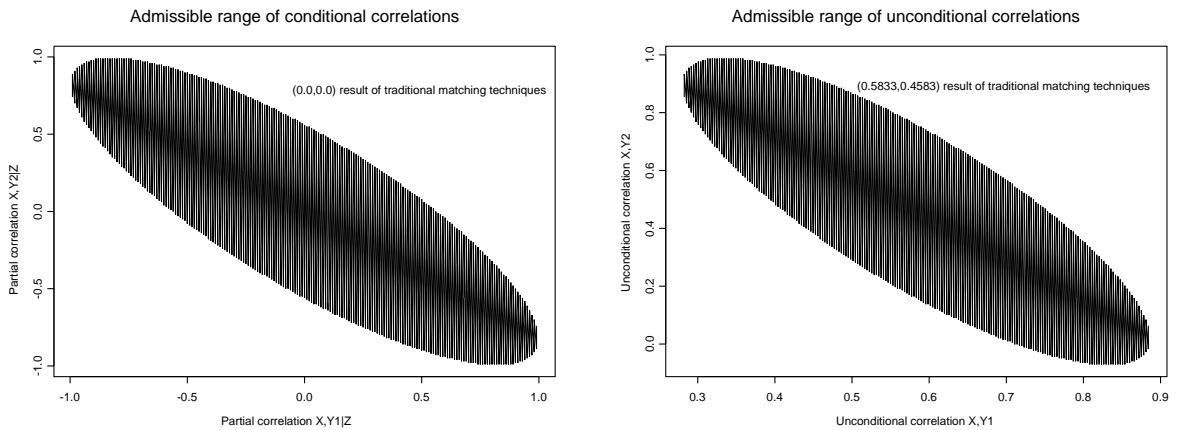 Admissible range of conditional correlations
(0.0,0.0) result of traditional matching techniques
Partial correlation X,Y2|Z
1.0
0.5
0.0
-0.5
-1.0
-1.0 -0.5 0.0 0.5 1.0
Partial correlation X,Y1|Z
Admissible range of unconditional correlations
(0.5833,0.4583) result of traditional matching techniques
Unconditional correlation X,Y2
1.0
0.8
0.6
0.4
0.2
0.0
0.3 0.4 0.5 0.6 0.7 0.8 0.9
Unconditional correlation X,Y1